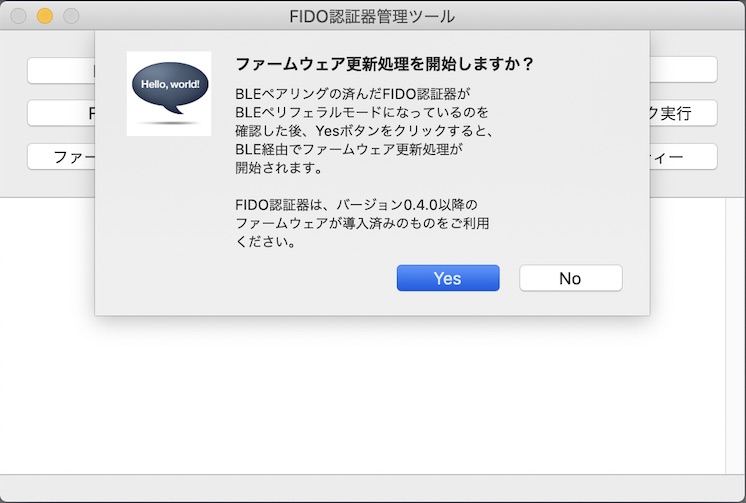 FIDO認証器管理ツール
Hello, world!
ファームウェア更新処理を開始しますか？
BLEペアリングの済んだFIDO認証器が
BLEペリフェラルモードになっているのを
確認した後、Yesボタンをクリックすると、
BLE経由でファームウェア更新処理が
開始されます。
FIDO認証器は、バージョン0.4.0以降の
ファームウェアが導入済みのものをご利用
ください。
Yes
No
F
ク実行
ファー
ィー